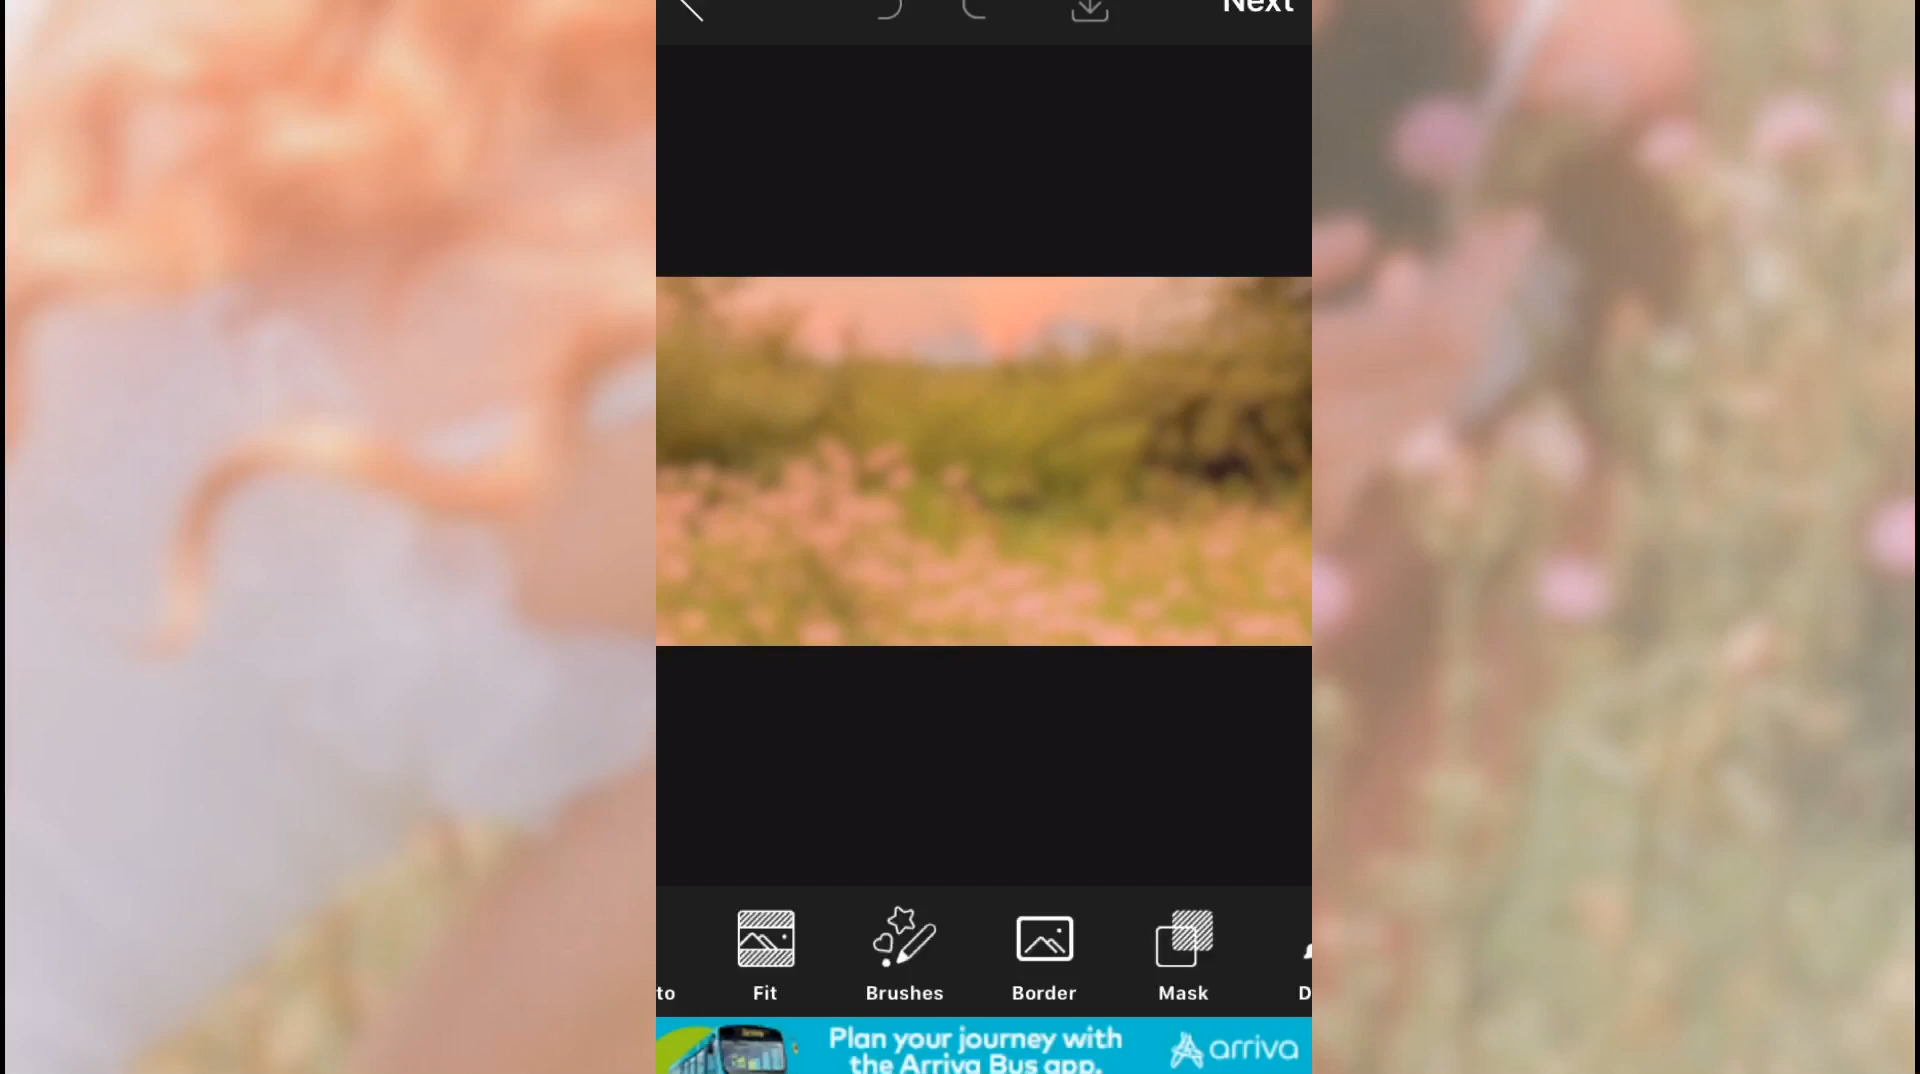 Next
to
Fit
Brushes
Border
Mask
D
Plan your journey with
the Arriva Bus app.
arriva